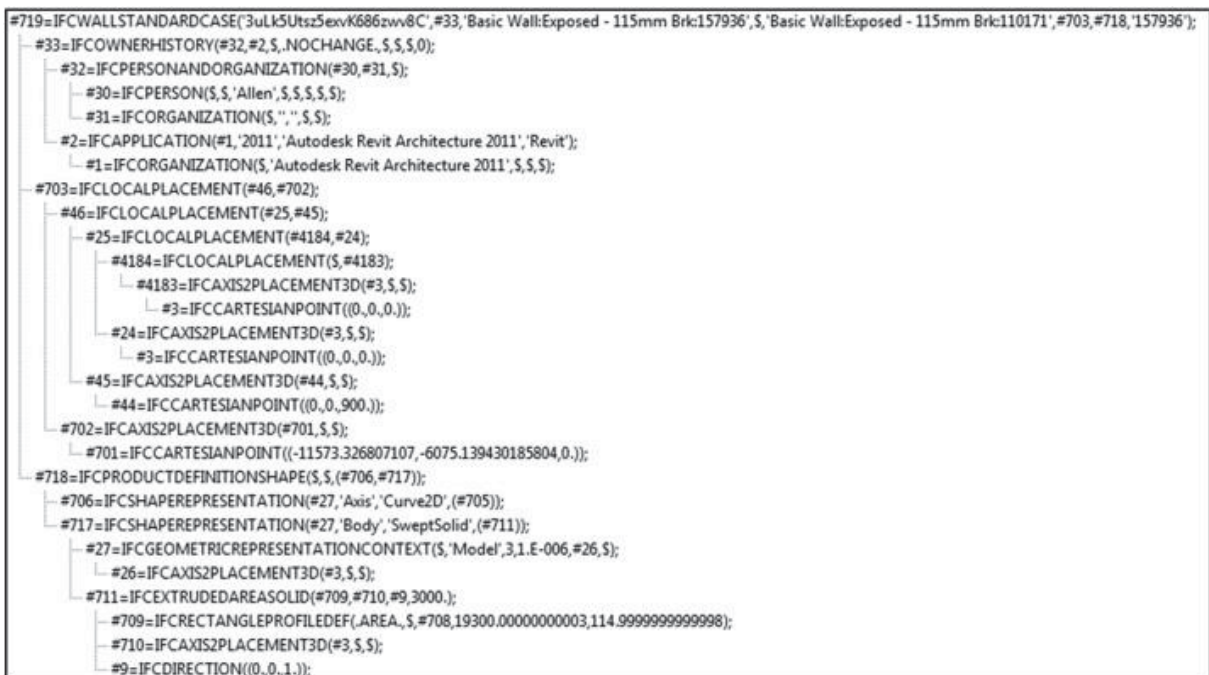 #719=IFCWALLSTANDARDCASE('3uLk5Utsz5exvK686zwv8C',#33,'Basic Wall:Exposed - 115mm Brk:157936',$,'Basic Wall:Exposed - 115mm Brk:110171',#703,#718,'157936');
#33=IFCOWNERHISTORY(#32,#2,$,.NOCHANGE.,$,$,$,0);
#32=IFCPERSONANDORGANIZATION(#30,#31,$);
#30=IFCPERSON($,$,'Allen',$,$,$,$,$);
#31=IFCORGANIZATION($,'','',$,$);
#2=IFCAPPLICATION(#1,'2011','Autodesk Revit Architecture 2011','Revit');
#1=IFCORGANIZATION($,'Autodesk Revit Architecture 2011',$,$,$);
#703=IFCLOCALPLACEMENT(#46,#702);
#46=IFCLOCALPLACEMENT(#25,#45);
#25=IFCLOCALPLACEMENT(#4184,#24);
#4184=IFCLOCALPLACEMENT($,#4183);
#4183=IFCAXIS2PLACEMENT3D(#3,$,$);
#3=IFCCARTESIANPOINT((0.,0.,0.));
#24=IFCAXIS2PLACEMENT3D(#3,$,$);
#3=IFCCARTESIANPOINT((0.,0.,0.));
#45=IFCAXIS2PLACEMENT3D(#44,$,$);
#44=IFCCARTESIANPOINT((0.,0.,900.));
#702=IFCAXIS2PLACEMENT3D(#701,$,$);
#701=IFCCARTESIANPOINT((-11573.326807107,-6075.139430185804,0.));
#718=IFCPRODUCTDEFINITIONSHAPE($,$,(#706,#717));
#706=IFCSHAPEREPRESENTATION(#27,'Axis','Curve2D',(#705));
#717=IFCSHAPEREPRESENTATION(#27,'Body','SweptSolid',(#711));
#27=IFCGEOMETRICREPRESENTATIONCONTEXT($,'Model',3,1.E-006,#26,$);
#26=IFCAXIS2PLACEMENT3D(#3,$,$);
#711=IFCEXTRUDEDAREASOLID(#709,#710,#9,3000.);
#709=IFCRECTANGLEPROFILEDEF(.AREA.,$,#708,19300.00000000003,114.9999999999998);
#710=IFCAXIS2PLACEMENT3D(#3,$,$);
#9=IFCDIRECTION((0.,0.,1.));